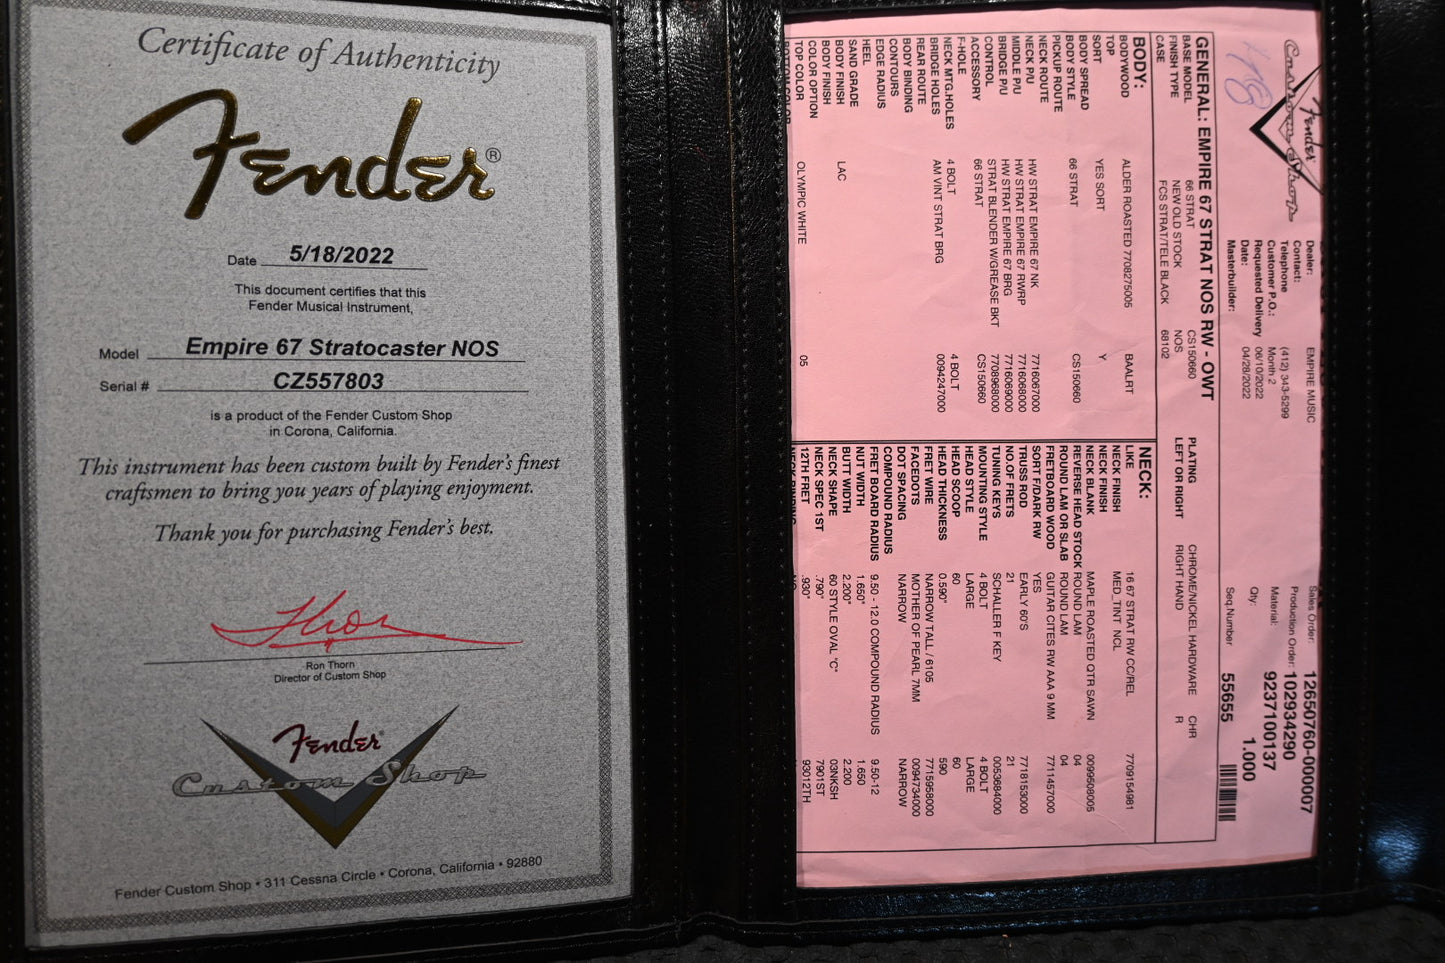 Certificate of Authenticity
Fender®
Date 5/18/2022
This document certifies that this
Fender Musical Instrument,
Model Empire 67 Stratocaster NOS
Serial # CZ557803
is a product of the Fender Custom Shop
in Corona, California.
This instrument has been custom built by Fender's finest
craftsmen to bring you years of playing enjoyment.
Thank you for purchasing Fender's best.
Ron Thorn
Director of Custom Shop
Fender
Custom Shop
Fender Custom Shop • 311 Cessna Circle • Corona, California • 92880
Fender
Custom Shop
Dealer: EMPIRE MUSIC
Contact:
Telephone (412) 343-5299
Customer P.O.: Month 2
Requested Delivery 06/10/2022
Date: 04/28/2022
Masterbuilder:
Sales Order: 12650760-000007
Production Order: 102934290
Material: 9237100137
Qty: 1.000
Seq.Number 55655
GENERAL: EMPIRE 67 STRAT NOS RW - OWT
BASE MODEL 66 STRAT CS150660
FINISH TYPE NEW OLD STOCK NOS
CASE FCS STRAT/TELE BLACK 68102
PLATING CHROME/NICKEL HARDWARE CHR
LEFT OR RIGHT RIGHT HAND R
BODY:
BODYWOOD ALDER ROASTED 7708275005 BAALRT
TOP
SORT YES SORT Y
BODY SPREAD
BODY STYLE 66 STRAT CS150660
PICKUP ROUTE
NECK ROUTE
NECK P/U HW STRAT EMPIRE 67 NK 7716067000
MIDDLE P/U HW STRAT EMPIRE 67 RWRP 7716068000
BRIDGE P/U HW STRAT EMPIRE 67 BRG 7716069000
CONTROL STRAT BLENDER W/GREASE BKT 7708968000
ACCESSORY 66 STRAT CS150660
F-HOLE
NECK MTG.HOLES 4 BOLT 4 BOLT
BRIDGE HOLES AM VINT STRAT BRG 0094247000
REAR ROUTE
BODY BINDING
CONTOURS
EDGE RADIUS
HEEL
SAND GRADE
BODY FINISH LAC
BODY FINISH
COLOR OPTION
TOP COLOR OLYMPIC WHITE 05
BOTTOM COLOR
NECK:
LIKE 16 67 STRAT RW CC/REL 7709154981
NECK FINISH MED_TINT NCL
NECK FINISH
NECK BLANK MAPLE ROASTED QTR SAWN 0099508005
REVERSE HEAD STOCK ROUND LAM 04
ROUND LAM OR SLAB ROUND LAM 04
FRETBOARD WOOD GUITAR CITES RW AAA 9 MM 7711457000
SORT F/DARK RW YES
TRUSS ROD EARLY 60'S 7718153000
NO.OF FRETS 21 21
TUNING KEYS SCHALLER F KEY 0053684000
MOUNTING STYLE 4 BOLT 4 BOLT
HEAD STYLE LARGE LARGE
HEAD SCOOP 60 60
HEAD THICKNESS 0.590" 590
FRET WIRE NARROW TALL / 6105 7715958000
FACEDOTS MOTHER OF PEARL 7MM 0094734000
DOT SPACING NARROW NARROW
COMPOUND RADIUS
FRET BOARD RADIUS 9.50 - 12.0 COMPOUND RADIUS 9.50-12
NUT WIDTH 1.650" 1.650
BUTT WIDTH 2.200" 2.200
NECK SHAPE 60 STYLE OVAL "C" 03NKSH
NECK SPEC 1ST .790" 7901ST
12TH FRET .930" 93012TH
NECK BINDING NO